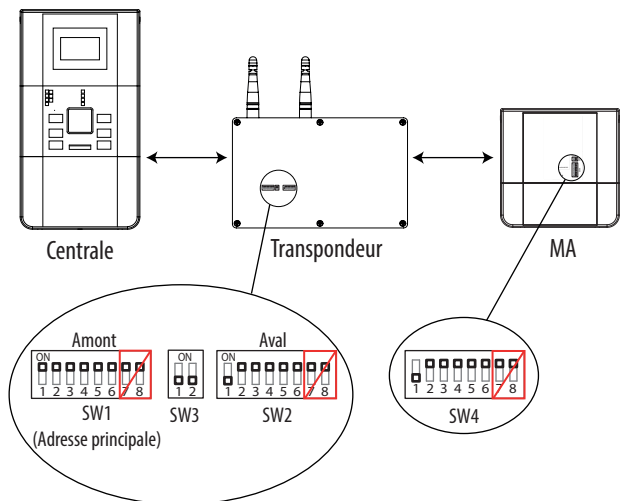 Centrale
Transpondeur
MA
Amont
ON
1 2 3 4 5 6 7 8
SW1
(Adresse principale)
ON
1 2
SW3
Aval
ON
1 2 3 4 5 6 7 8
SW2
1 2 3 4 5 6 7 8
SW4